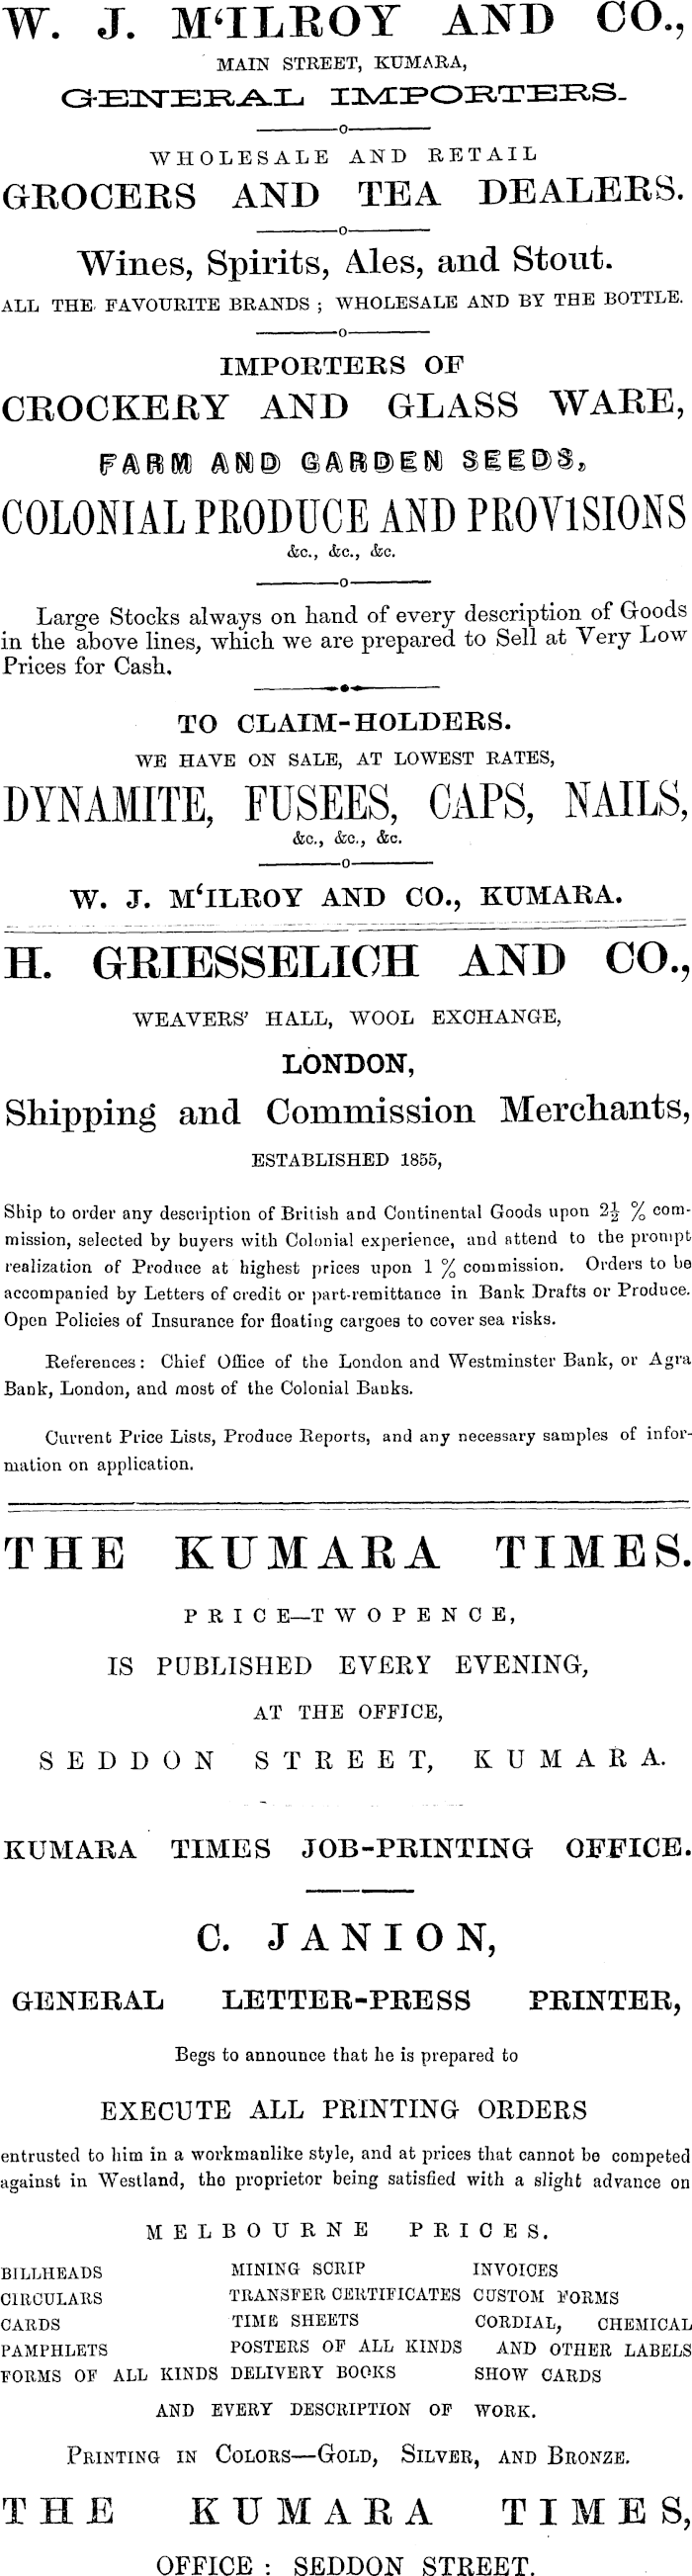 W. J. M‘ILROY AND CO.,
MAIN STREET, KUMARA,
GENERAL IMPORTERS.
WHOLESALE AND RETAIL
GROCERS AND TEA DEALERS.
Wines, Spirits, Ales, and Stout.
ALL THE FAVOURITE BRANDS ; WHOLESALE AND BY THE BOTTLE.
IMPORTERS OF
CROCKERY AND GLASS WARE,
FARM AND GARDEN SEEDS,
COLONIAL PRODUCE AND PROVISIONS
&c., &c., &c.
Large Stocks always on hand of every description of Goods
in the above lines, which we are prepared to Sell at Very Low
Prices for Cash.
TO CLAIM-HOLDERS.
WE HAVE ON SALE, AT LOWEST RATES,
DYNAMITE, FUSEES, CAPS, NAILS,
&c., &c., &c.
W. J. M‘ILROY AND CO., KUMARA.
H. GRIESSELICH AND CO.,
WEAVERS’ HALL, WOOL EXCHANGE,
LONDON,
Shipping and Commission Merchants,
ESTABLISHED 1855,
Ship to order any description of British and Continental Goods upon 2½ % com-
mission, selected by buyers with Colonial experience, and attend to the prompt
realization of Produce at highest prices upon 1 % commission. Orders to be
accompanied by Letters of credit or part-remittance in Bank Drafts or Produce.
Open Policies of Insurance for floating cargoes to cover sea risks.
References: Chief Office of the London and Westminster Bank, or Agra
Bank, London, and most of the Colonial Banks.
Current Price Lists, Produce Reports, and any necessary samples of infor-
mation on application.
THE KUMARA TIMES.
PRICE—TWOPENCE,
IS PUBLISHED EVERY EVENING,
AT THE OFFICE,
SEDDON STREET, KUMARA.
KUMARA TIMES JOB-PRINTING OFFICE.
C. JANION,
GENERAL LETTER-PRESS PRINTER,
Begs to announce that he is prepared to
EXECUTE ALL PRINTING ORDERS
entrusted to him in a workmanlike style, and at prices that cannot be competed
against in Westland, the proprietor being satisfied with a slight advance on
MELBOURNE PRICES.
BILLHEADS MINING SCRIP INVOICES
CIRCULARS TRANSFER CERTIFICATES CUSTOM FORMS
CARDS TIME SHEETS CORDIAL, CHEMICAL
PAMPHLETS POSTERS OF ALL KINDS AND OTHER LABELS
FORMS OF ALL KINDS DELIVERY BOOKS SHOW CARDS
AND EVERY DESCRIPTION OF WORK.
PRINTING IN COLORS—GOLD, SILVER, AND BRONZE.
THE KUMARA TIMES,
OFFICE : SEDDON STREET.